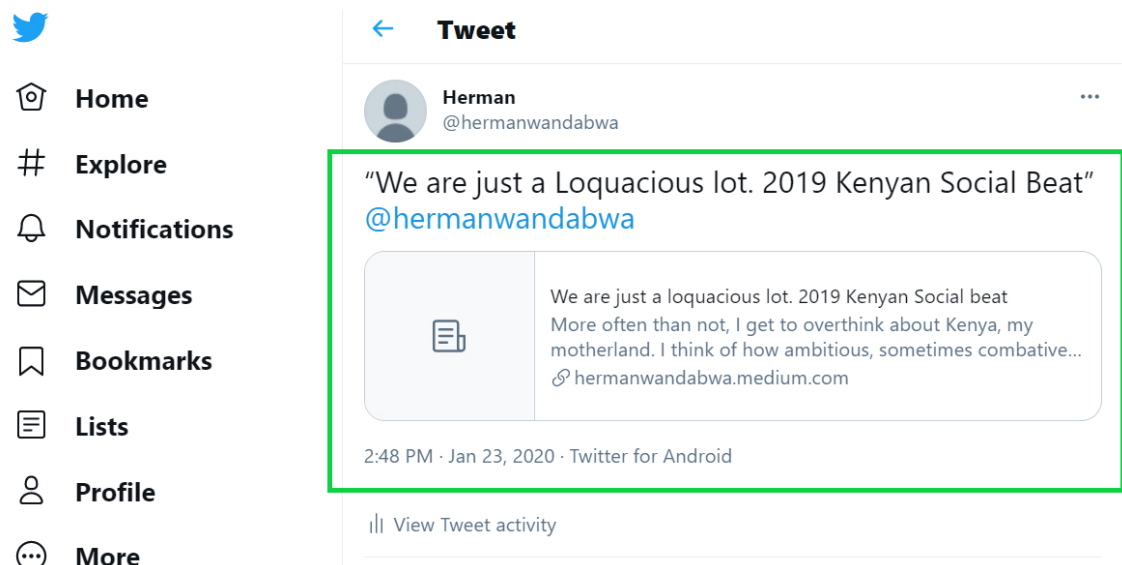 Home
Explore
Notifications
Messages
Bookmarks
Lists
Profile
More
Tweet
Herman
@hermanwandabwa
“We are just a Loquacious lot. 2019 Kenyan Social Beat”
@hermanwandabwa
We are just a loquacious lot. 2019 Kenyan Social beat
More often than not, I get to overthink about Kenya, my
motherland. I think of how ambitious, sometimes combative...
hermanwandabwa.medium.com
2:48 PM · Jan 23, 2020 · Twitter for Android
View Tweet activity